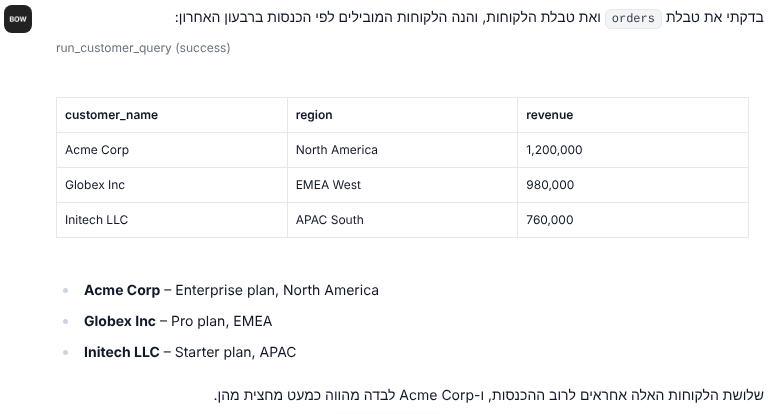 BOW
בדקתי את טבלת orders ואת טבלת הלקוחות, והנה הלקוחות המובילים לפי הכנסות ברבעון האחרון:
run_customer_query (success)
customer_name region revenue
Acme Corp North America 1,200,000
Globex Inc EMEA West 980,000
Initech LLC APAC South 760,000
Acme Corp – Enterprise plan, North America
Globex Inc – Pro plan, EMEA
Initech LLC – Starter plan, APAC
שלושת הלקוחות האלה אחראים לרוב ההכנסות, ו-Acme Corp לבדה מהווה כמעט מחצית מהן.